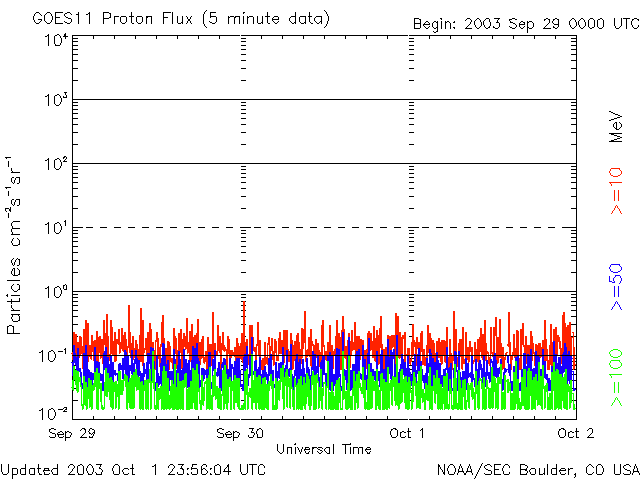 GOES11 Proton Flux (5 minute data)
Begin: 2003 Sep 29 0000 UTC
10⁴
10³
10²
10¹
10⁰
10⁻¹
10⁻²
Particles cm⁻²s⁻¹sr⁻¹
MeV
>=10
>=50
>=100
Sep 29
Sep 30
Oct 1
Oct 2
Universal Time
Updated 2003 Oct 1 23:56:04 UTC
NOAA/SEC Boulder, CO USA